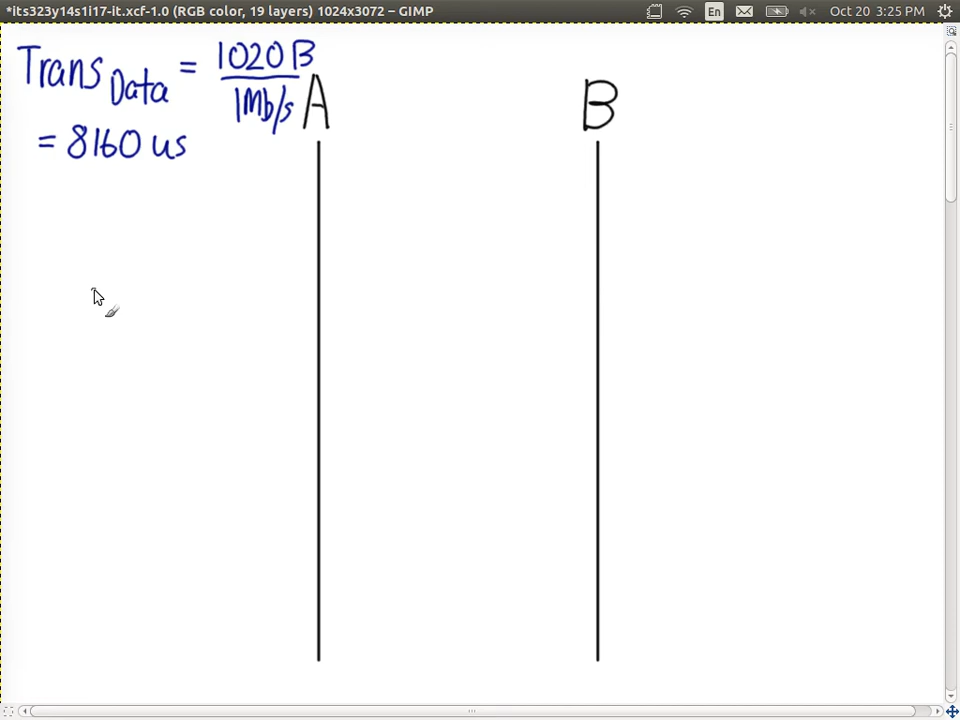 *its323y14s1i17-it.xcf-1.0 (RGB color, 19 layers) 1024x3072 – GIMP
En
Oct 20 3:25 PM
Trans Data = 1020 B
1Mb/s
= 8160 us
A
B